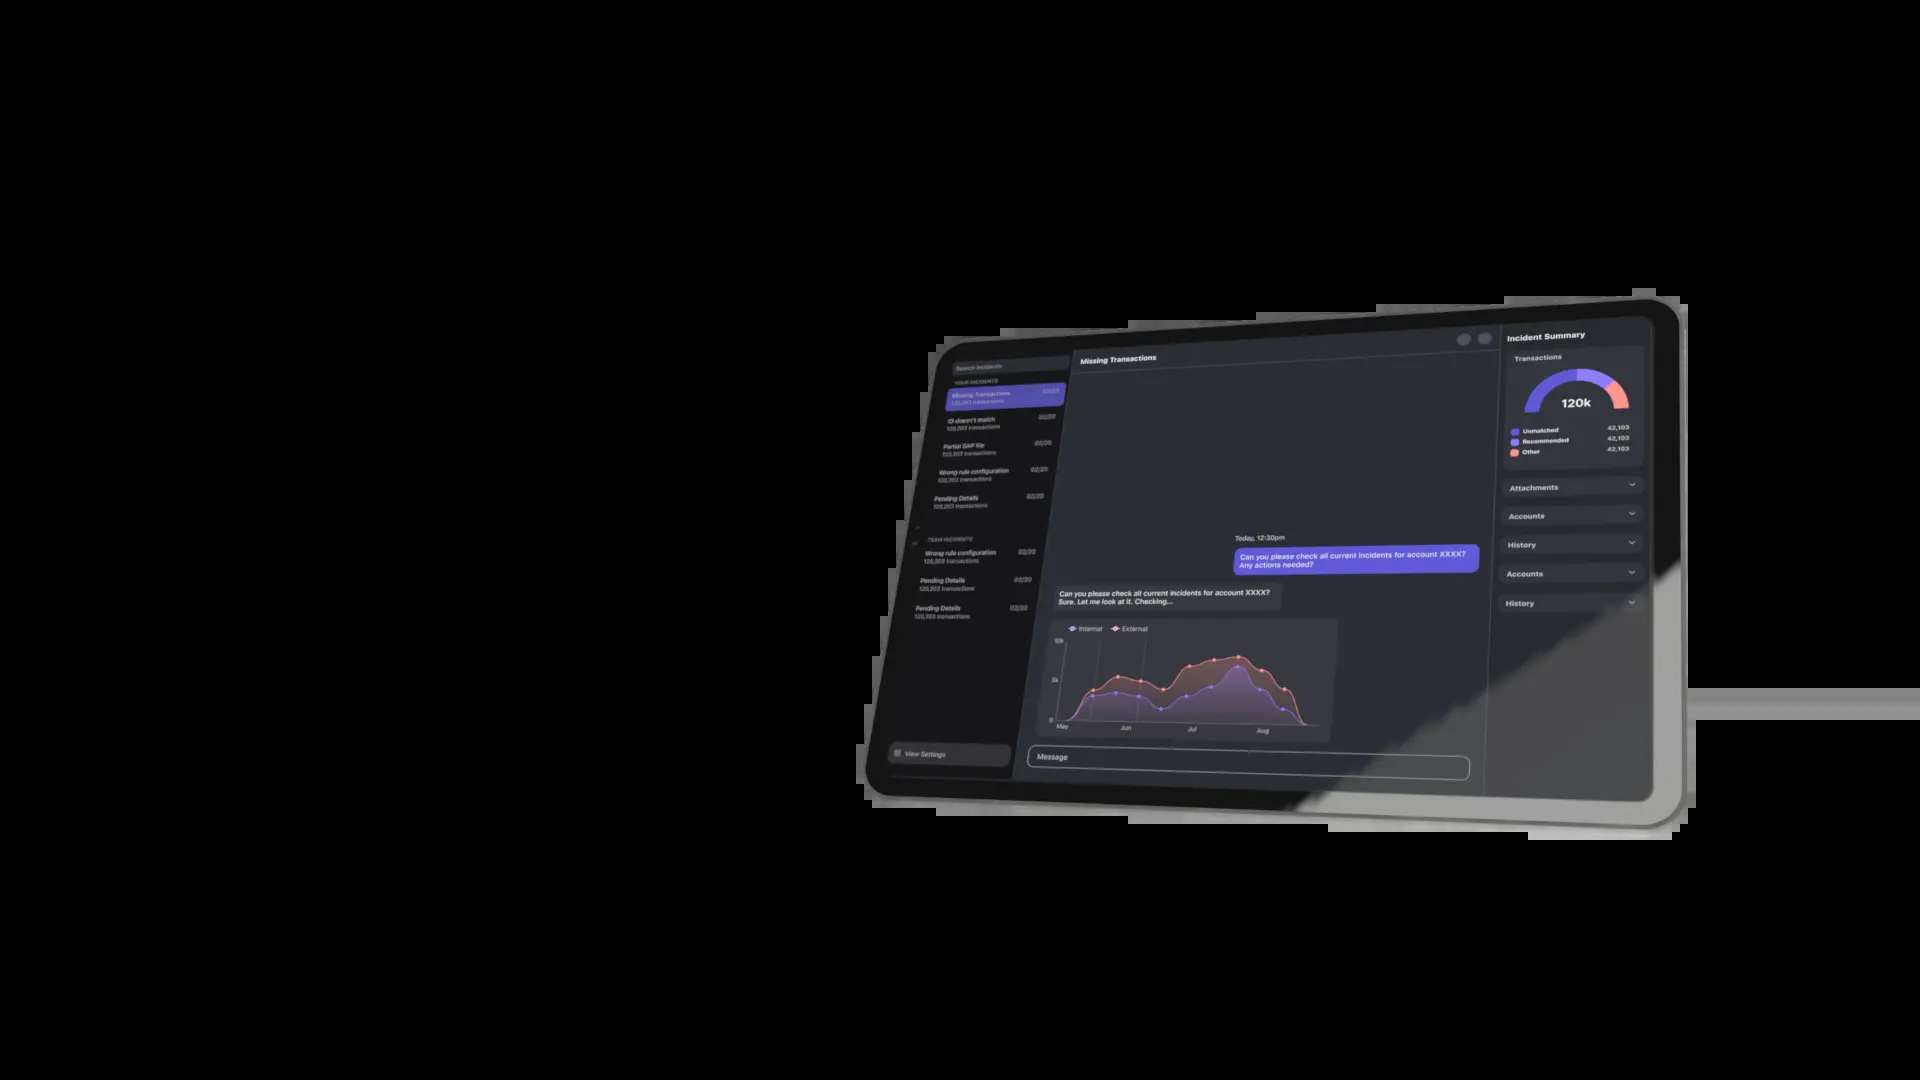 Search Incidents
YOUR INCIDENTS
Missing Transactions 02/23
120,203 transactions
ID doesn't match 02/20
120,203 transactions
Partial SAP file 02/20
120,203 transactions
Wrong rule configuration 02/20
120,203 transactions
Pending Details 02/20
120,203 transactions
TEAM INCIDENTS
Wrong rule configuration 02/20
120,203 transactions
Pending Details 02/20
120,203 transactions
Pending Details 02/20
120,203 transactions
View Settings
Missing Transactions
Today, 12:30pm
Can you please check all current incidents for account XXXX?
Any actions needed?
Can you please check all current incidents for account XXXX?
Sure. Let me look at it. Checking...
Internal External
10k
5k
0
May Jun Jul Aug
Message
Incident Summary
Transactions
120k
Unmatched 42,103
Recommended 42,103
Other 42,103
Attachments
Accounts
History
Accounts
History